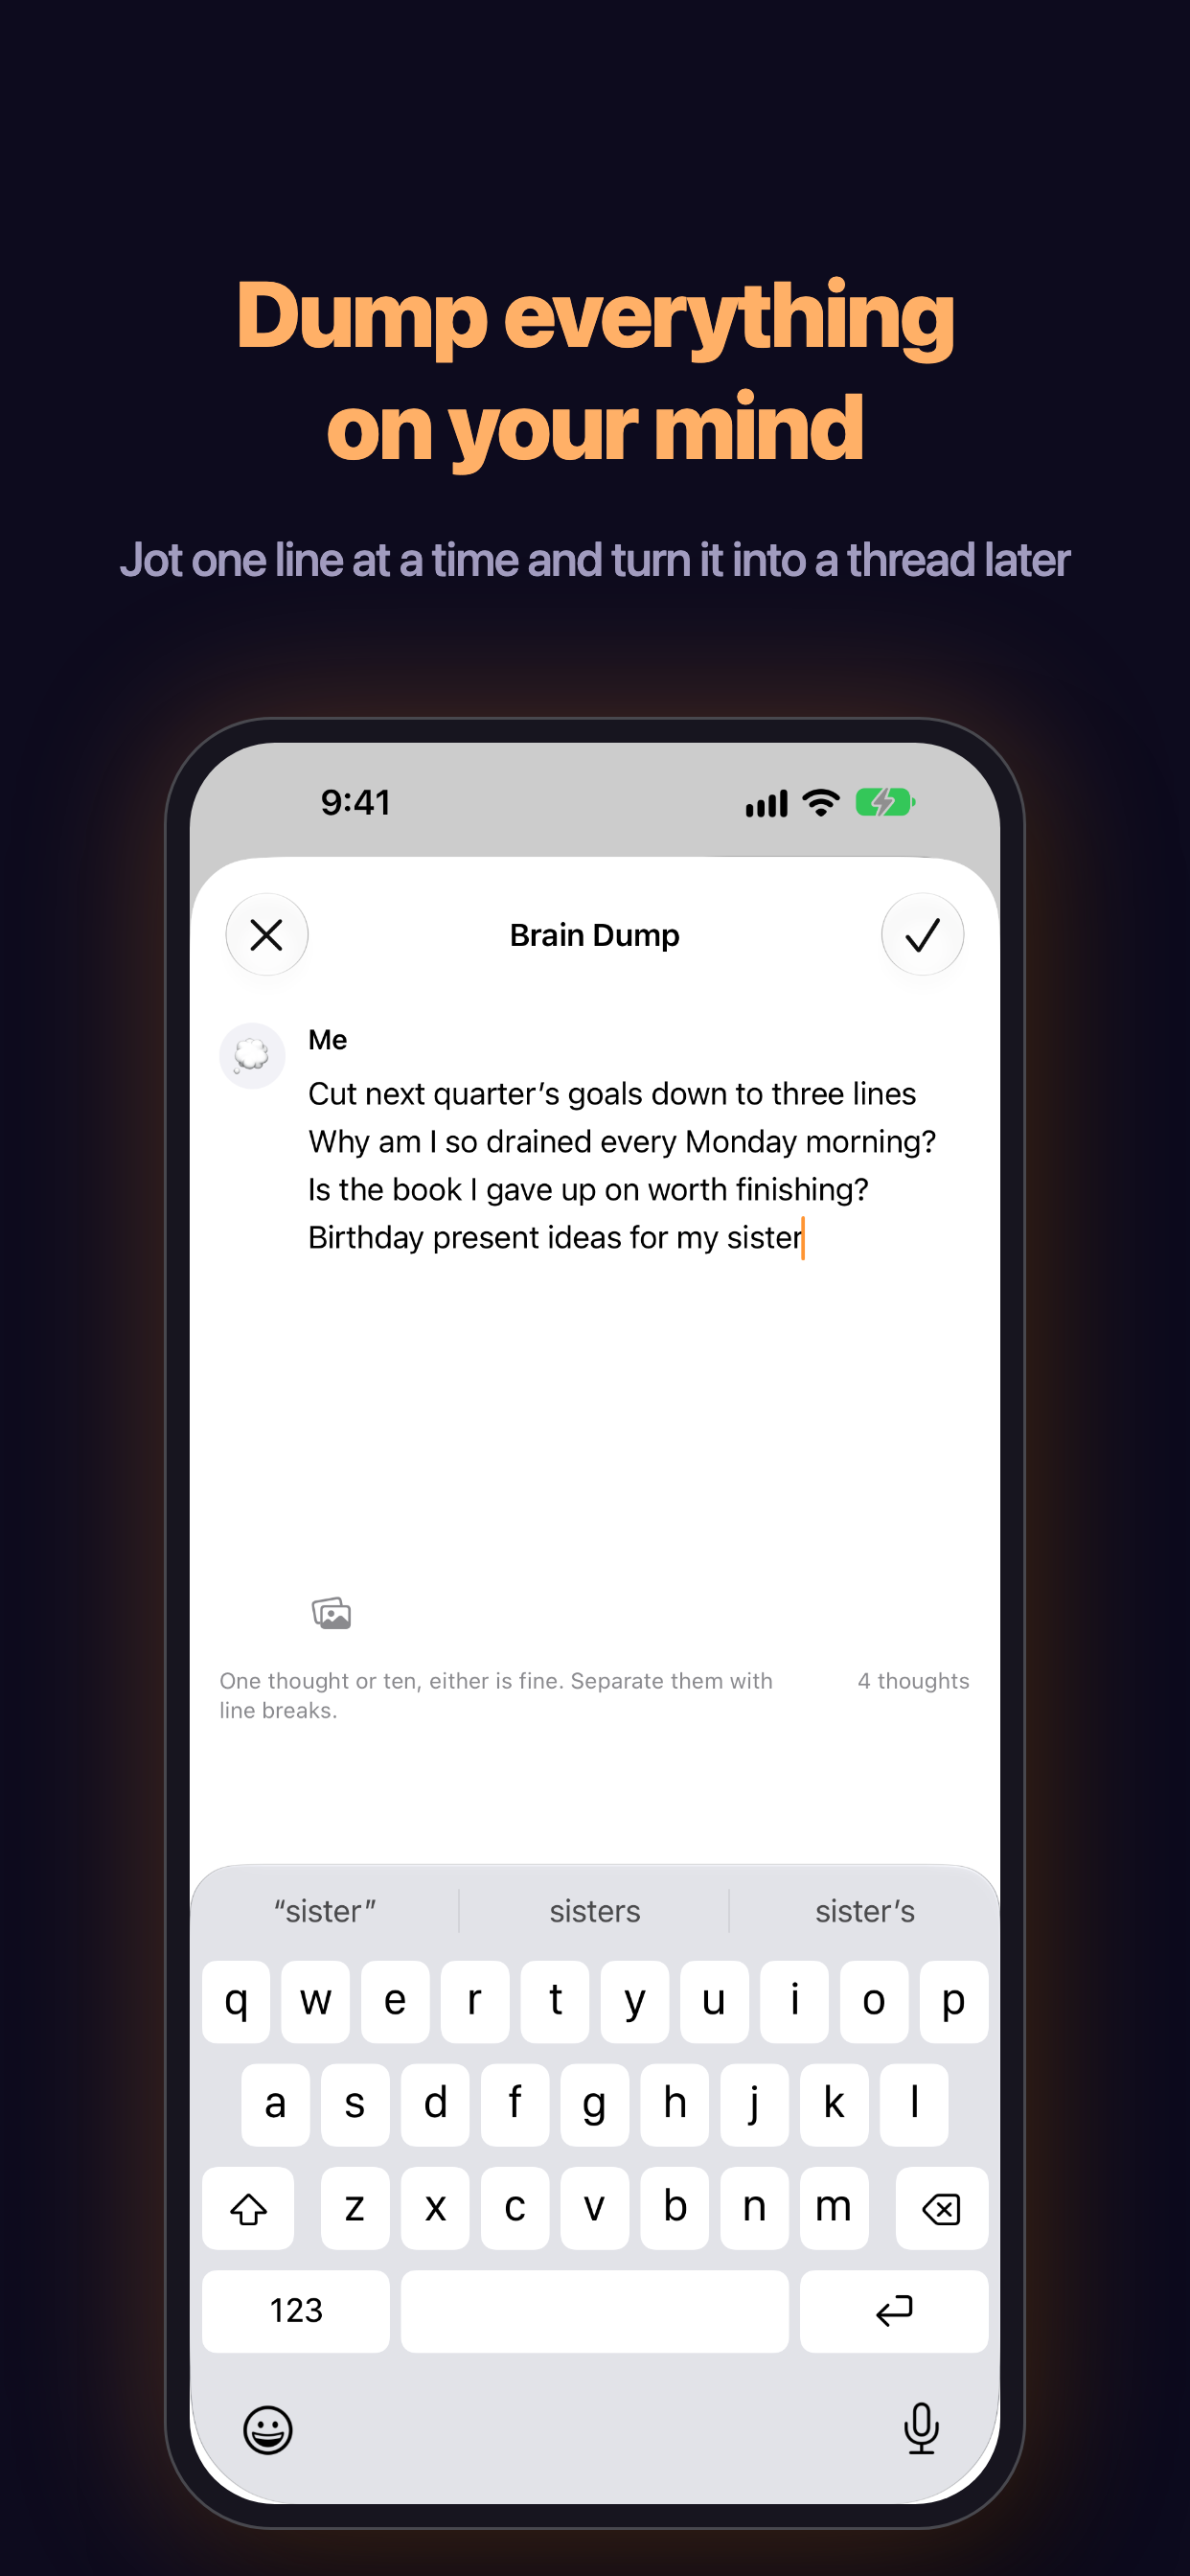 Dump everything
on your mind
Jot one line at a time and turn it into a thread later
9:41
Brain Dump
Me
Cut next quarter’s goals down to three lines
Why am I so drained every Monday morning?
Is the book I gave up on worth finishing?
Birthday present ideas for my sister
One thought or ten, either is fine. Separate them with
line breaks.
4 thoughts
“sister” sisters sister’s
q w e r t y u i o p
a s d f g h j k l
z x c v b n m
123